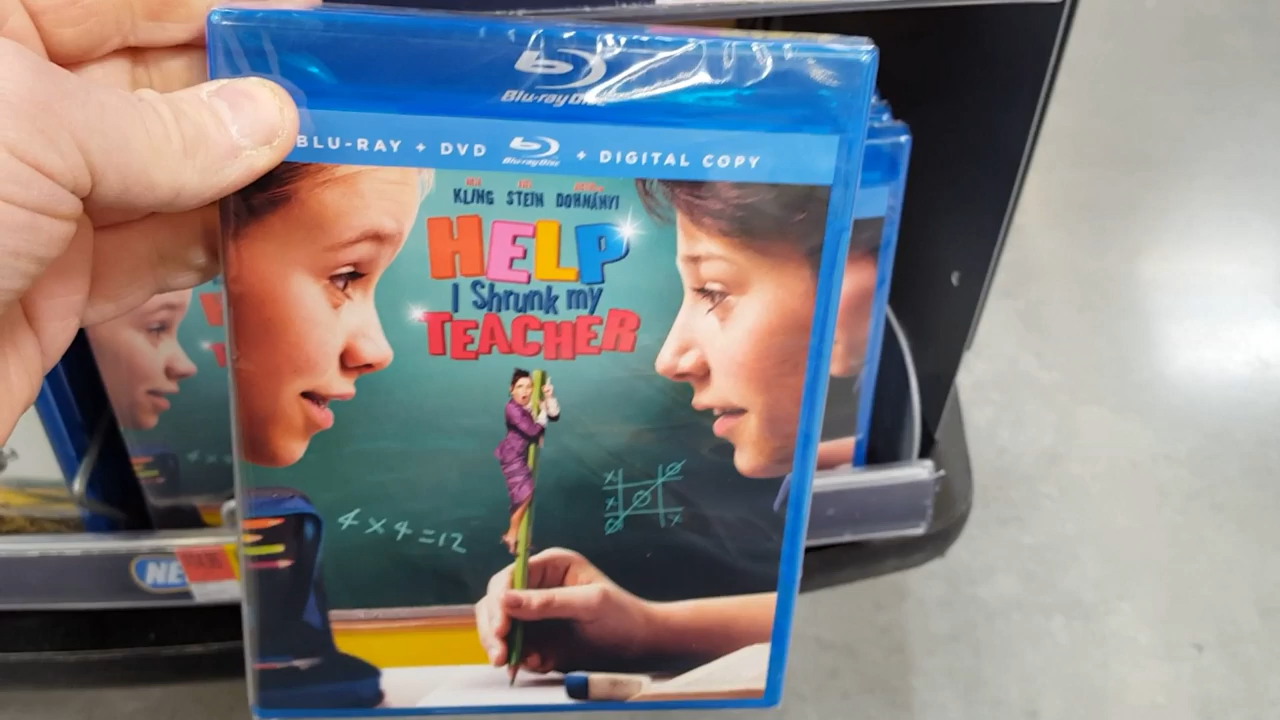 Blu-ray Disc
BLU-RAY + DVD Blu-ray Disc + DIGITAL COPY
KLING STEIN DOHNÁNYI
HELP
I Shrunk my
TEACHER
4 x 4 = 12
x
x
x
NE